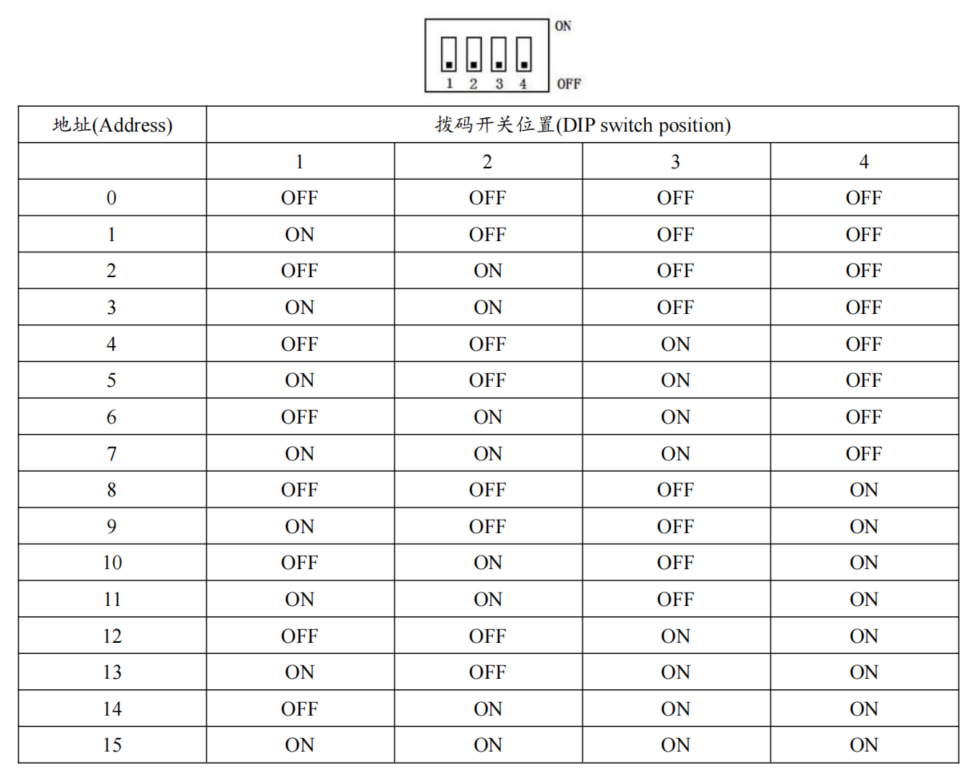 ON
1 2 3 4 OFF
地址(Address) 拨码开关位置(DIP switch position)
1 2 3 4
0 OFF OFF OFF OFF
1 ON OFF OFF OFF
2 OFF ON OFF OFF
3 ON ON OFF OFF
4 OFF OFF ON OFF
5 ON OFF ON OFF
6 OFF ON ON OFF
7 ON ON ON OFF
8 OFF OFF OFF ON
9 ON OFF OFF ON
10 OFF ON OFF ON
11 ON ON OFF ON
12 OFF OFF ON ON
13 ON OFF ON ON
14 OFF ON ON ON
15 ON ON ON ON